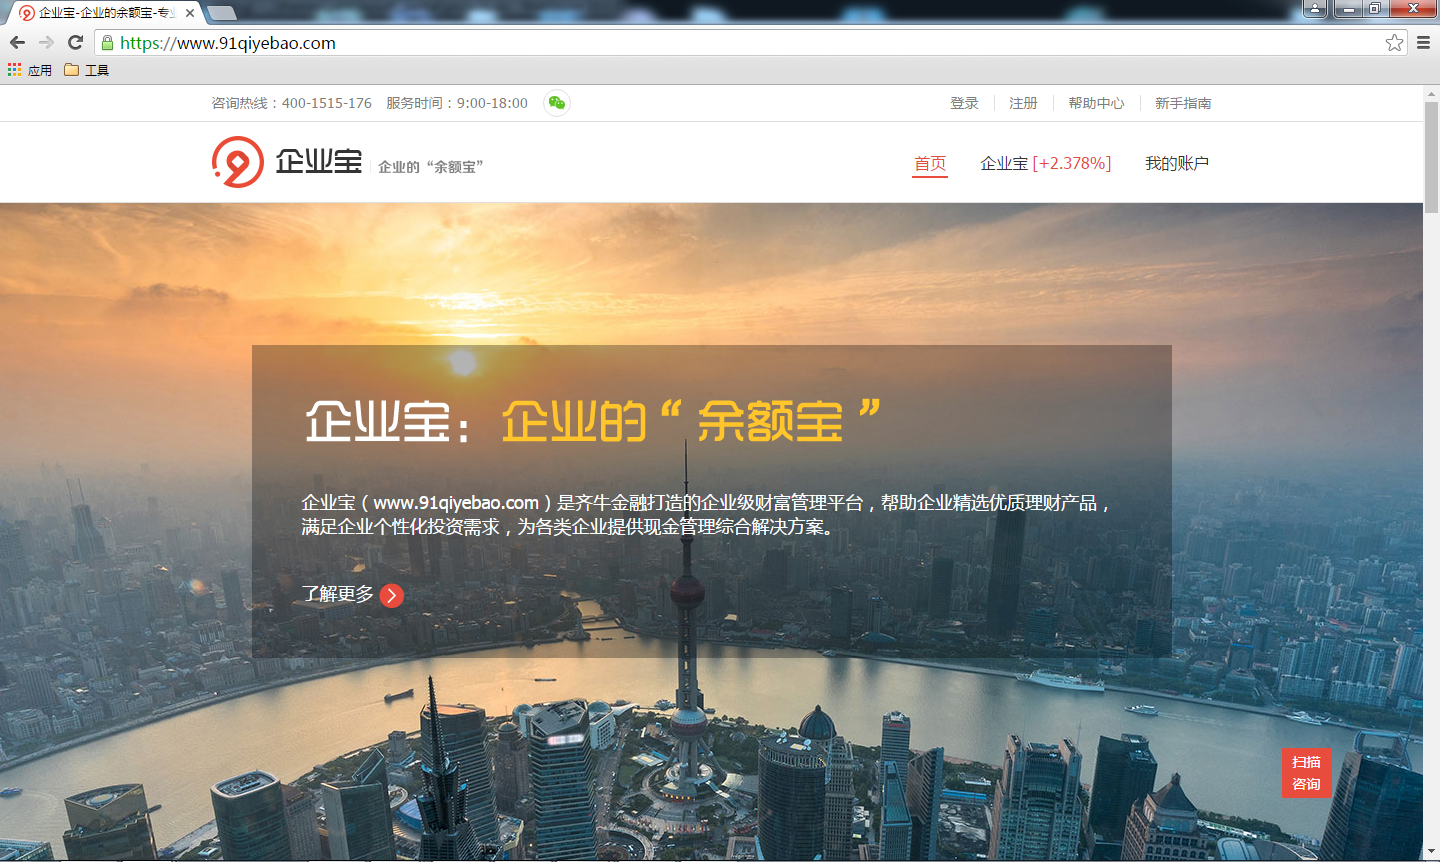 企业宝-企业的余额宝-专业
https://www.91qiyebao.com
应用 工具
咨询热线：400-1515-176 服务时间：9:00-18:00 登录 注册 帮助中心 新手指南
企业宝 企业的“余额宝” 首页 企业宝 [+2.378%] 我的账户
企业宝：企业的“余额宝”
企业宝（www.91qiyebao.com）是齐牛金融打造的企业级财富管理平台，帮助企业精选优质理财产品，
满足企业个性化投资需求，为各类企业提供现金管理综合解决方案。
了解更多
扫描
咨询